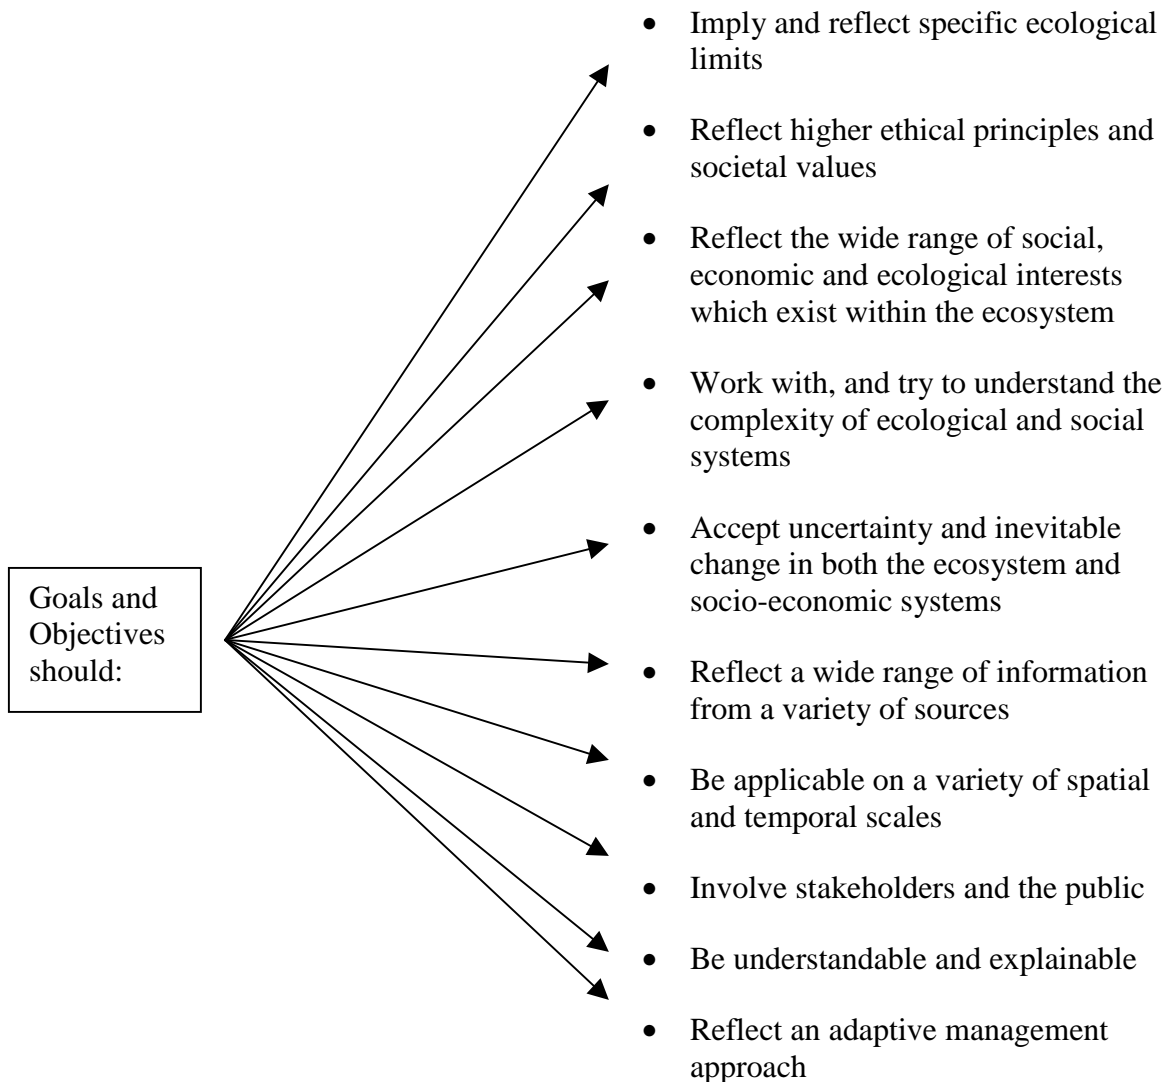 Goals and
Objectives
should:
• Imply and reflect specific ecological
limits
• Reflect higher ethical principles and
societal values
• Reflect the wide range of social,
economic and ecological interests
which exist within the ecosystem
• Work with, and try to understand the
complexity of ecological and social
systems
• Accept uncertainty and inevitable
change in both the ecosystem and
socio-economic systems
• Reflect a wide range of information
from a variety of sources
• Be applicable on a variety of spatial
and temporal scales
• Involve stakeholders and the public
• Be understandable and explainable
• Reflect an adaptive management
approach